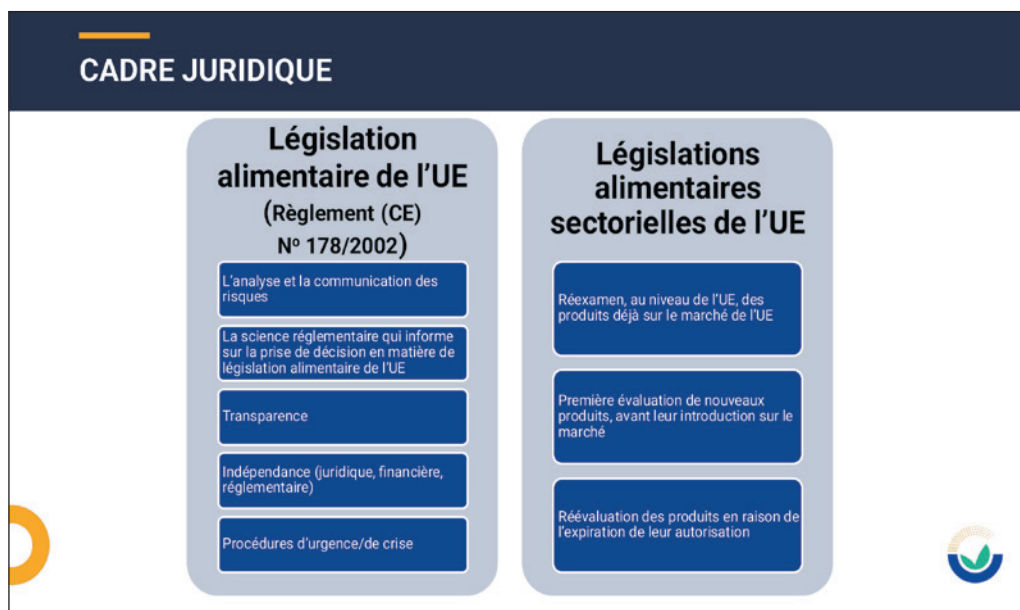 CADRE JURIDIQUE
Législation
alimentaire de l’UE
(Règlement (CE)
Nº 178/2002)
L’analyse et la communication des
risques
La science réglementaire qui informe
sur la prise de décision en matière de
législation alimentaire de l’UE
Transparence
Indépendance (juridique, financière,
réglementaire)
Procédures d’urgence/de crise
Législations
alimentaires
sectorielles de l’UE
Réexamen, au niveau de l’UE, des
produits déjà sur le marché de l’UE
Première évaluation de nouveaux
produits, avant leur introduction sur le
marché
Réévaluation des produits en raison de
l’expiration de leur autorisation